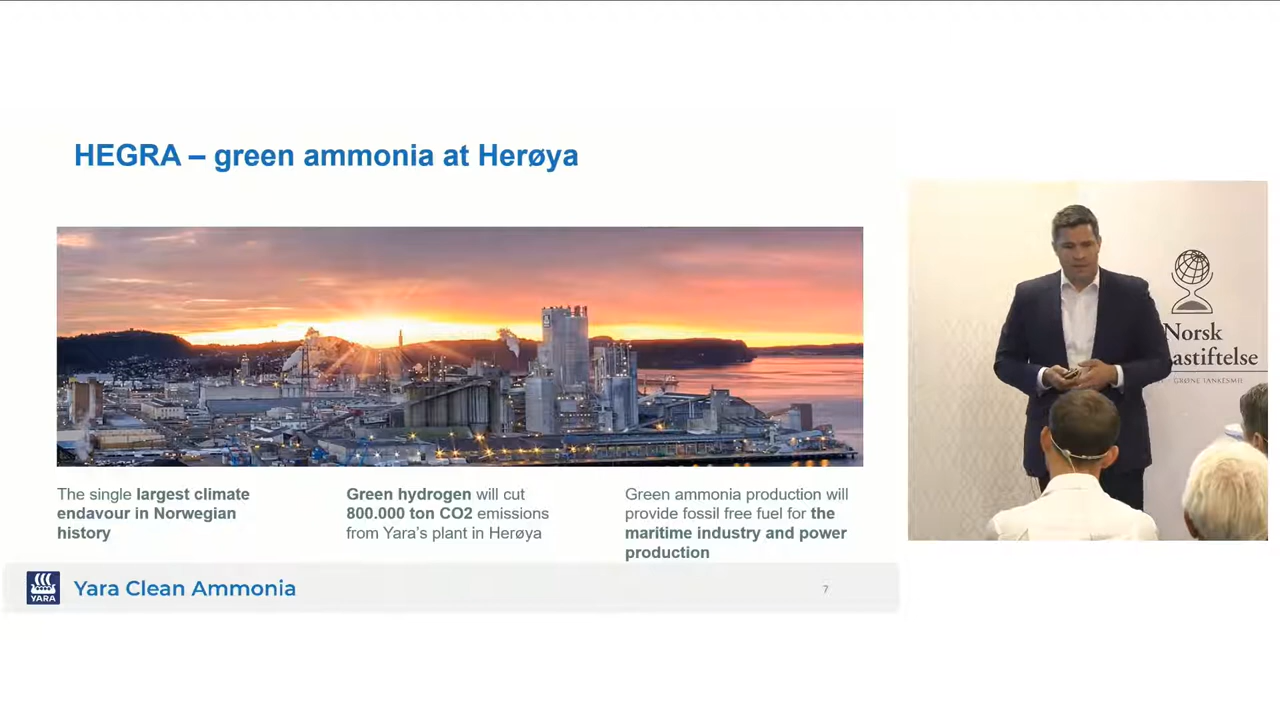 HEGRA – green ammonia at Herøya
The single largest climate
endavour in Norwegian
history
Green hydrogen will cut
800.000 ton CO2 emissions
from Yara's plant in Herøya
Green ammonia production will
provide fossil free fuel for the
maritime industry and power
production
YARA
Yara Clean Ammonia
7
Norsk
astiftelse